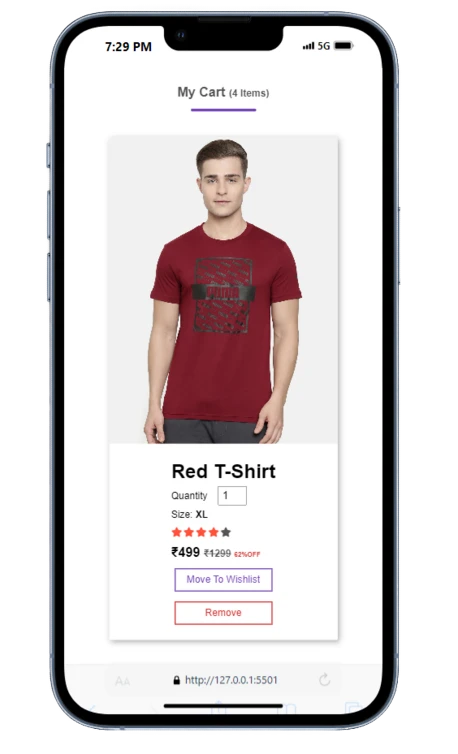 7:29 PM 5G
My Cart (4 Items)
Red T-Shirt
Quantity 1
Size: XL
₹499 ₹1299 62%OFF
Move To Wishlist
Remove
AA http://127.0.0.1:5501